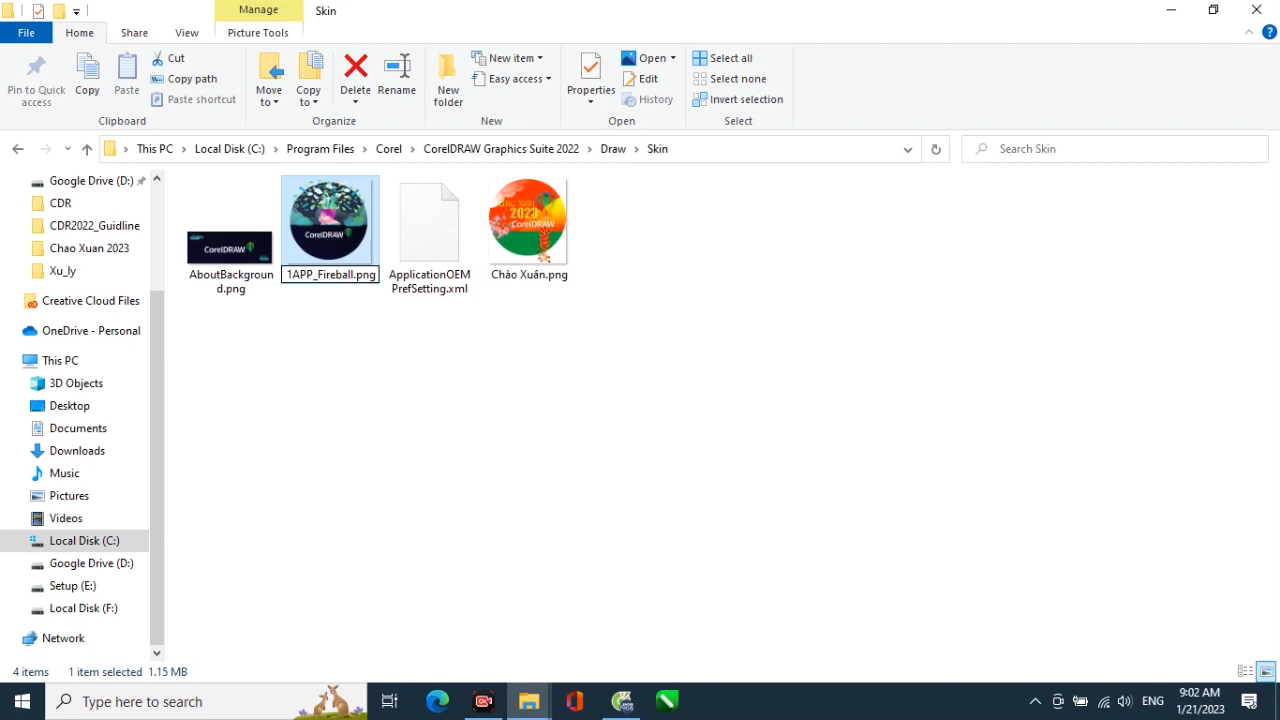 Manage
Skin
File
Home
Share
View
Picture Tools
Pin to Quick access
Copy
Paste
Cut
Copy path
Paste shortcut
Clipboard
Move to
Copy to
Delete
Rename
Organize
New folder
New item
Easy access
New
Properties
Open
Edit
History
Open
Select all
Select none
Invert selection
Select
This PC
Local Disk (C:)
Program Files
Corel
CorelDRAW Graphics Suite 2022
Draw
Skin
Search Skin
Google Drive (D:)
CDR
CDR2022_Guidline
Chao Xuan 2023
Xu_ly
Creative Cloud Files
OneDrive - Personal
This PC
3D Objects
Desktop
Documents
Downloads
Music
Pictures
Videos
Local Disk (C:)
Google Drive (D:)
Setup (E:)
Local Disk (F:)
Network
CorelDRAW
AboutBackgroun
d.png
CorelDRAW
1APP_Fireball.png
ApplicationOEM
PrefSetting.xml
2023
CorelDRAW
Chào Xuân.png
4 items
1 item selected 1.15 MB
Type here to search
ENG
9:02 AM
1/21/2023